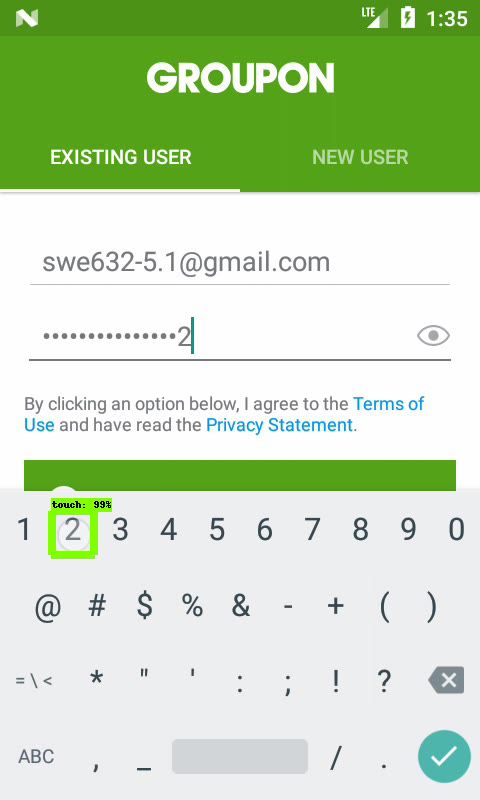 LTE 1:35
GROUPON
EXISTING USER NEW USER
swe632-5.1@gmail.com
•••••••••••••••2
By clicking an option below, I agree to the Terms of
Use and have read the Privacy Statement.
touch: 99%
1 2 3 4 5 6 7 8 9 0
@ # $ % & - + ( )
= \ < * " ' : ; ! ?
ABC , _ / .